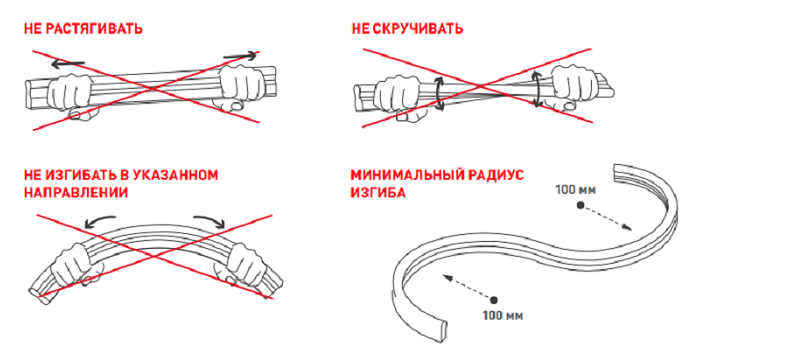 НЕ РАСТЯГИВАТЬ
НЕ СКРУЧИВАТЬ
НЕ ИЗГИБАТЬ В УКАЗАННОМ
НАПРАВЛЕНИИ
МИНИМАЛЬНЫЙ РАДИУС
ИЗГИБА
100 мм
100 мм